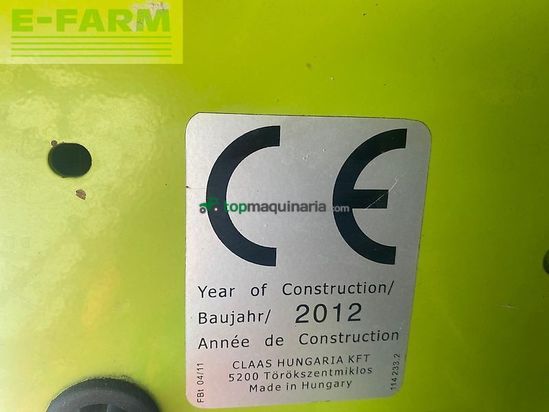 E-FARM
CE
topmaquinaria.com
Year of Construction/
Baujahr/ 2012
Année de Construction
CLAAS HUNGARIA KFT
5200 Törökszentmiklos
Made in Hungary
FBt 04/11
114 233.2